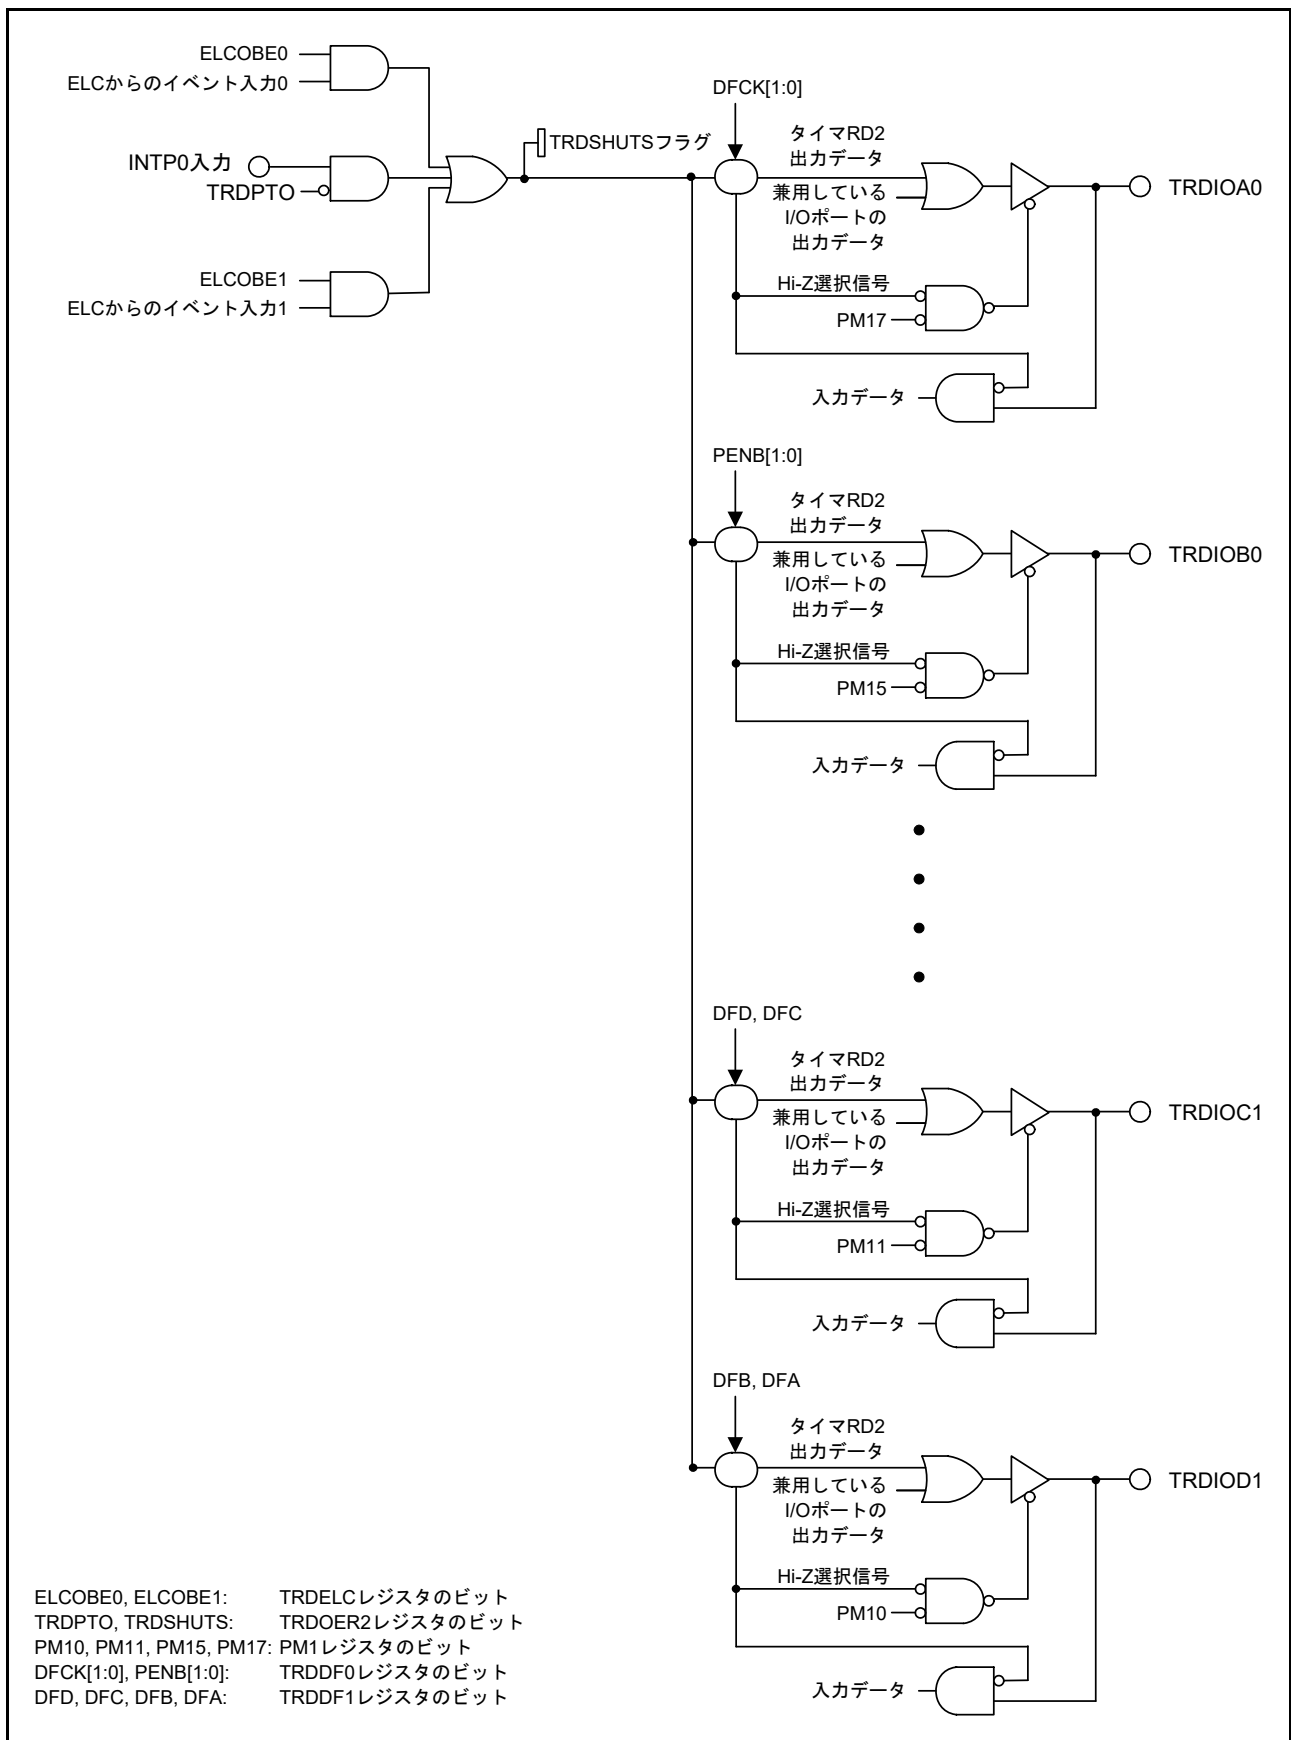 ELCOBE0
ELCからのイベント入力0
INTP0入力
TRDPTO
ELCOBE1
ELCからのイベント入力1
TRDSHUTSフラグ
DFCK[1:0]
タイマRD2
出力データ
兼用している
I/Oポートの
出力データ
Hi-Z選択信号
PM17
入力データ
TRDIOA0
PENB[1:0]
タイマRD2
出力データ
兼用している
I/Oポートの
出力データ
Hi-Z選択信号
PM15
入力データ
TRDIOB0
DFD, DFC
タイマRD2
出力データ
兼用している
I/Oポートの
出力データ
Hi-Z選択信号
PM11
入力データ
TRDIOC1
DFB, DFA
タイマRD2
出力データ
兼用している
I/Oポートの
出力データ
Hi-Z選択信号
PM10
入力データ
TRDIOD1
ELCOBE0, ELCOBE1: TRDELCレジスタのビット
TRDPTO, TRDSHUTS: TRDOER2レジスタのビット
PM10, PM11, PM15, PM17: PM1レジスタのビット
DFCK[1:0], PENB[1:0]: TRDDF0レジスタのビット
DFD, DFC, DFB, DFA: TRDDF1レジスタのビット